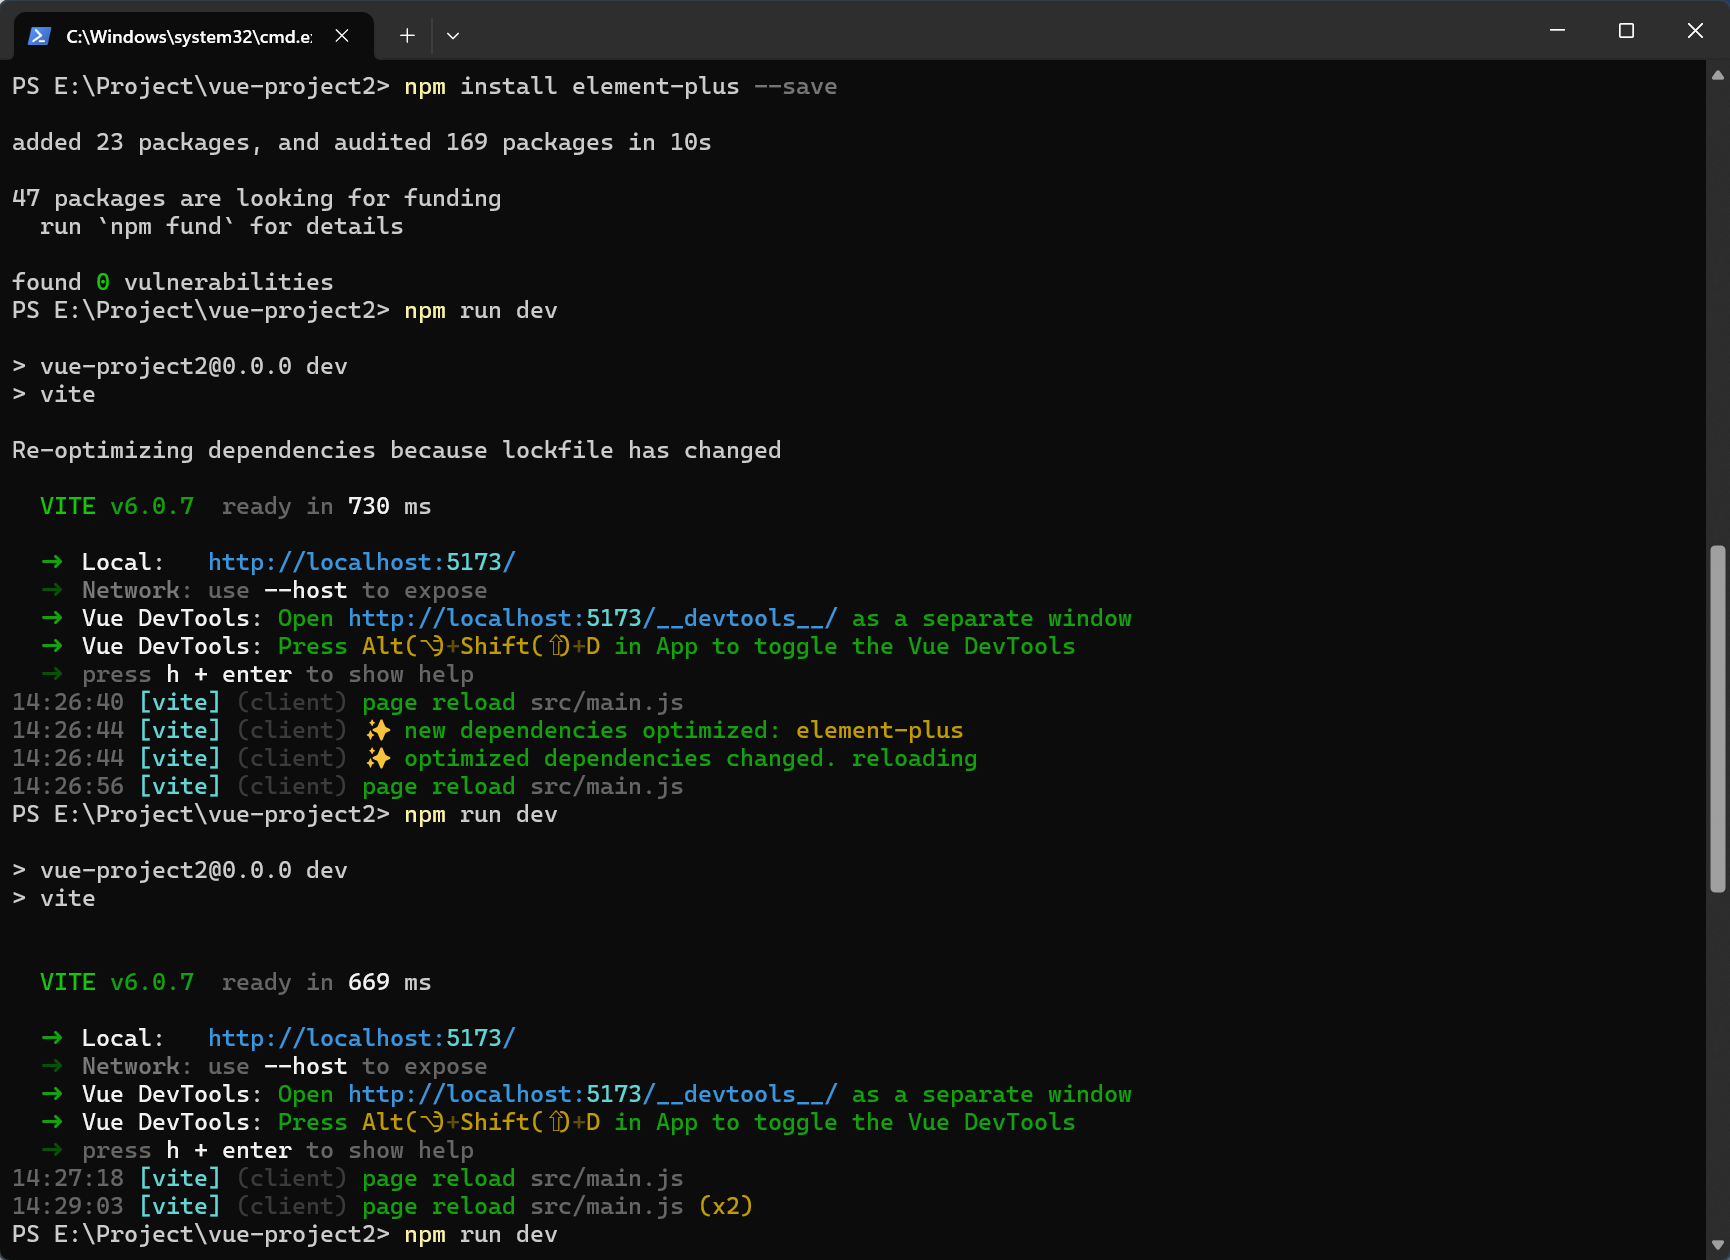 C:\Windows\system32\cmd.e
PS E:\Project\vue-project2> npm install element-plus --save
added 23 packages, and audited 169 packages in 10s
47 packages are looking for funding
  run `npm fund` for details
found 0 vulnerabilities
PS E:\Project\vue-project2> npm run dev
> vue-project2@0.0.0 dev
> vite
Re-optimizing dependencies because lockfile has changed
  VITE v6.0.7  ready in 730 ms
  ➜  Local:   http://localhost:5173/
  ➜  Network: use --host to expose
  ➜  Vue DevTools: Open http://localhost:5173/__devtools__/ as a separate window
  ➜  Vue DevTools: Press Alt(⌥)+Shift(⇧)+D in App to toggle the Vue DevTools
  ➜  press h + enter to show help
14:26:40 [vite] (client) page reload src/main.js
14:26:44 [vite] (client) ✨ new dependencies optimized: element-plus
14:26:44 [vite] (client) ✨ optimized dependencies changed. reloading
14:26:56 [vite] (client) page reload src/main.js
PS E:\Project\vue-project2> npm run dev
> vue-project2@0.0.0 dev
> vite
  VITE v6.0.7  ready in 669 ms
  ➜  Local:   http://localhost:5173/
  ➜  Network: use --host to expose
  ➜  Vue DevTools: Open http://localhost:5173/__devtools__/ as a separate window
  ➜  Vue DevTools: Press Alt(⌥)+Shift(⇧)+D in App to toggle the Vue DevTools
  ➜  press h + enter to show help
14:27:18 [vite] (client) page reload src/main.js
14:29:03 [vite] (client) page reload src/main.js (x2)
PS E:\Project\vue-project2> npm run dev